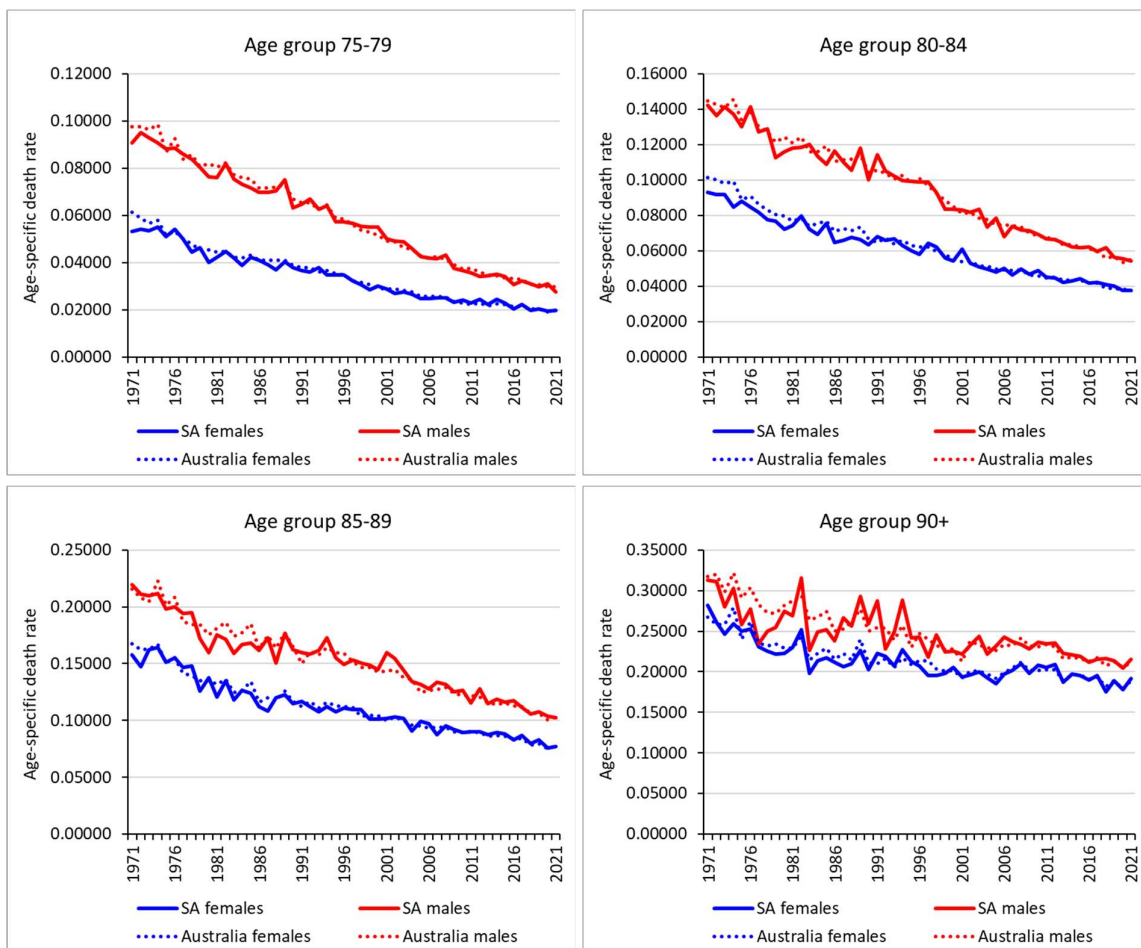 Age group 75-79
Age-specific death rate
0.12000
0.10000
0.08000
0.06000
0.04000
0.02000
0.00000
1971 1976 1981 1986 1991 1996 2001 2006 2011 2016 2021
SA females SA males
Australia females Australia males
Age group 80-84
Age-specific death rate
0.16000
0.14000
0.12000
0.10000
0.08000
0.06000
0.04000
0.02000
0.00000
1971 1976 1981 1986 1991 1996 2001 2006 2011 2016 2021
SA females SA males
Australia females Australia males
Age group 85-89
Age-specific death rate
0.25000
0.20000
0.15000
0.10000
0.05000
0.00000
1971 1976 1981 1986 1991 1996 2001 2006 2011 2016 2021
SA females SA males
Australia females Australia males
Age group 90+
Age-specific death rate
0.35000
0.30000
0.25000
0.20000
0.15000
0.10000
0.05000
0.00000
1971 1976 1981 1986 1991 1996 2001 2006 2011 2016 2021
SA females SA males
Australia females Australia males